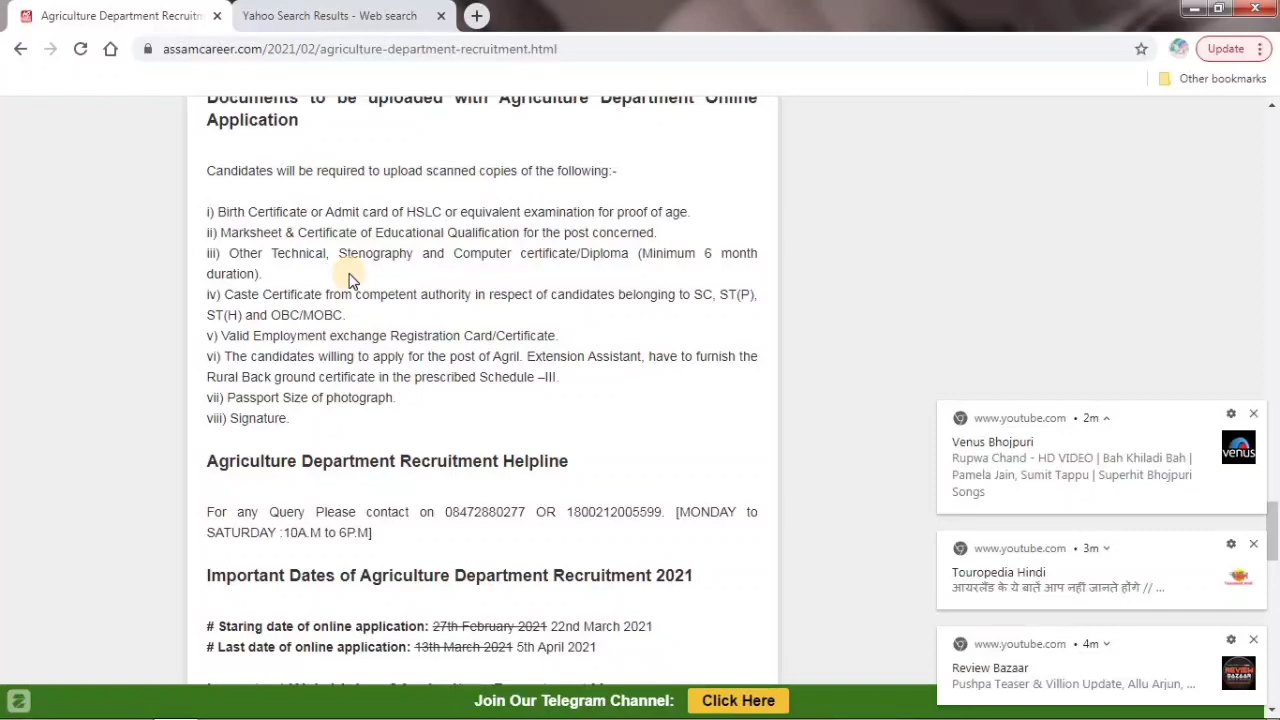 Agriculture Department Recruitm
Yahoo Search Results - Web search
assamcareer.com/2021/02/agriculture-department-recruitment.html
Update
Other bookmarks
Documents to be uploaded with Agriculture Department Online
Application
Candidates will be required to upload scanned copies of the following:-
i) Birth Certificate or Admit card of HSLC or equivalent examination for proof of age.
ii) Marksheet & Certificate of Educational Qualification for the post concerned.
iii) Other Technical, Stenography and Computer certificate/Diploma (Minimum 6 month
duration).
iv) Caste Certificate from competent authority in respect of candidates belonging to SC, ST(P),
ST(H) and OBC/MOBC.
v) Valid Employment exchange Registration Card/Certificate.
vi) The candidates willing to apply for the post of Agril. Extension Assistant, have to furnish the
Rural Back ground certificate in the prescribed Schedule –III.
vii) Passport Size of photograph.
viii) Signature.
Agriculture Department Recruitment Helpline
For any Query Please contact on 08472880277 OR 1800212005599. [MONDAY to
SATURDAY :10A.M to 6P.M]
Important Dates of Agriculture Department Recruitment 2021
# Staring date of online application: 27th February 2021 22nd March 2021
# Last date of online application: 13th March 2021 5th April 2021
Join Our Telegram Channel: Click Here
www.youtube.com • 2m
Venus Bhojpuri
Rupwa Chand - HD VIDEO | Bah Khiladi Bah |
Pamela Jain, Sumit Tappu | Superhit Bhojpuri
Songs
venus
www.youtube.com • 3m
Touropedia Hindi
आयरलैंड के ये बातें आप नहीं जानते होंगे // ...
www.youtube.com • 4m
Review Bazaar
Pushpa Teaser & Villion Update, Allu Arjun, ...